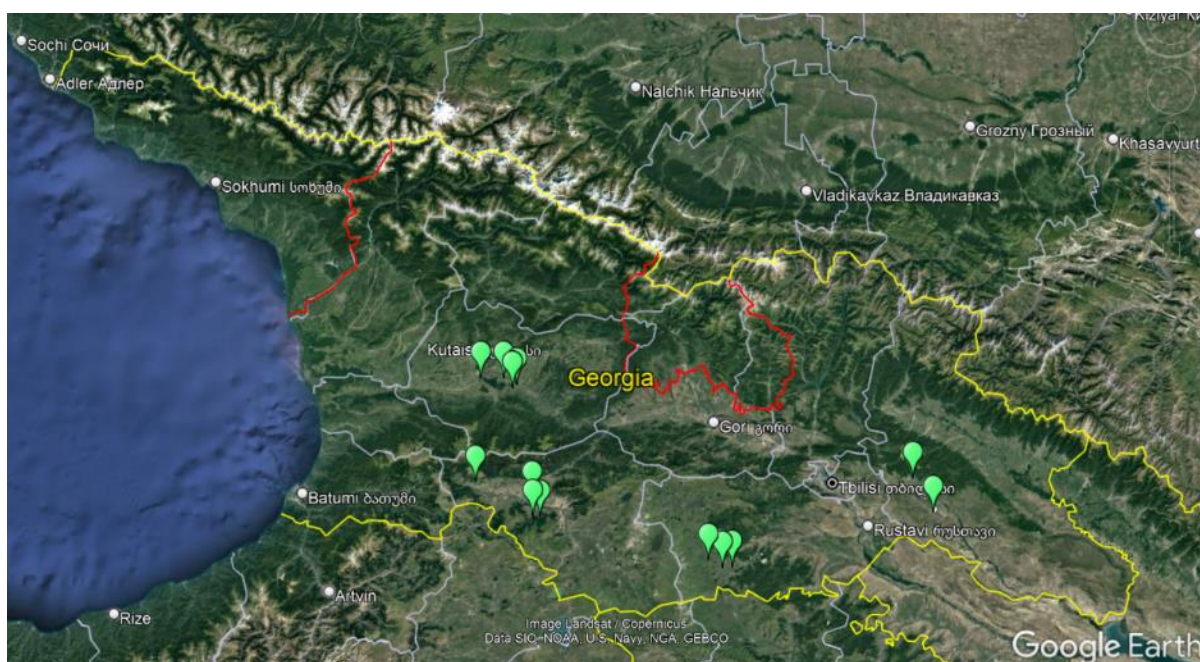 Sochi Сочи
Adler Адлер
Nalchik Нальчик
Grozny Грозный
Khasavyurt
Sokhumi სოხუმი
Vladikavkaz Владикавказ
Georgia
Gori გორი
Batumi ბათუმი
Tbilisi
Rustavi რუსთავი
Artvin
Rize
Image Landsat / Copernicus
Data SIO, NOAA, U.S. Navy, NGA, GEBCO
Google Earth